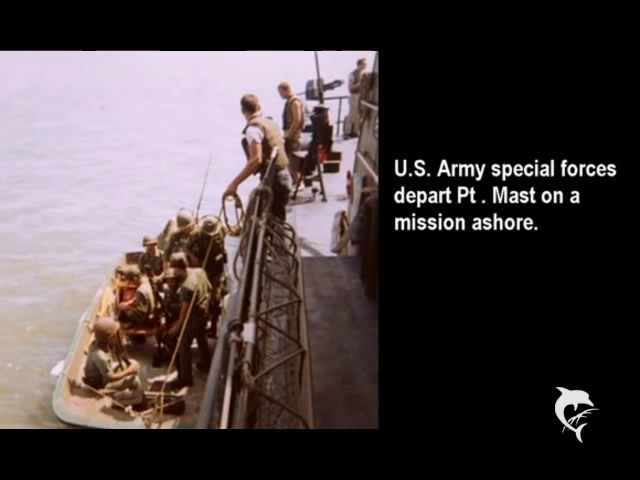 U.S. Army special forces
depart Pt . Mast on a
mission ashore.